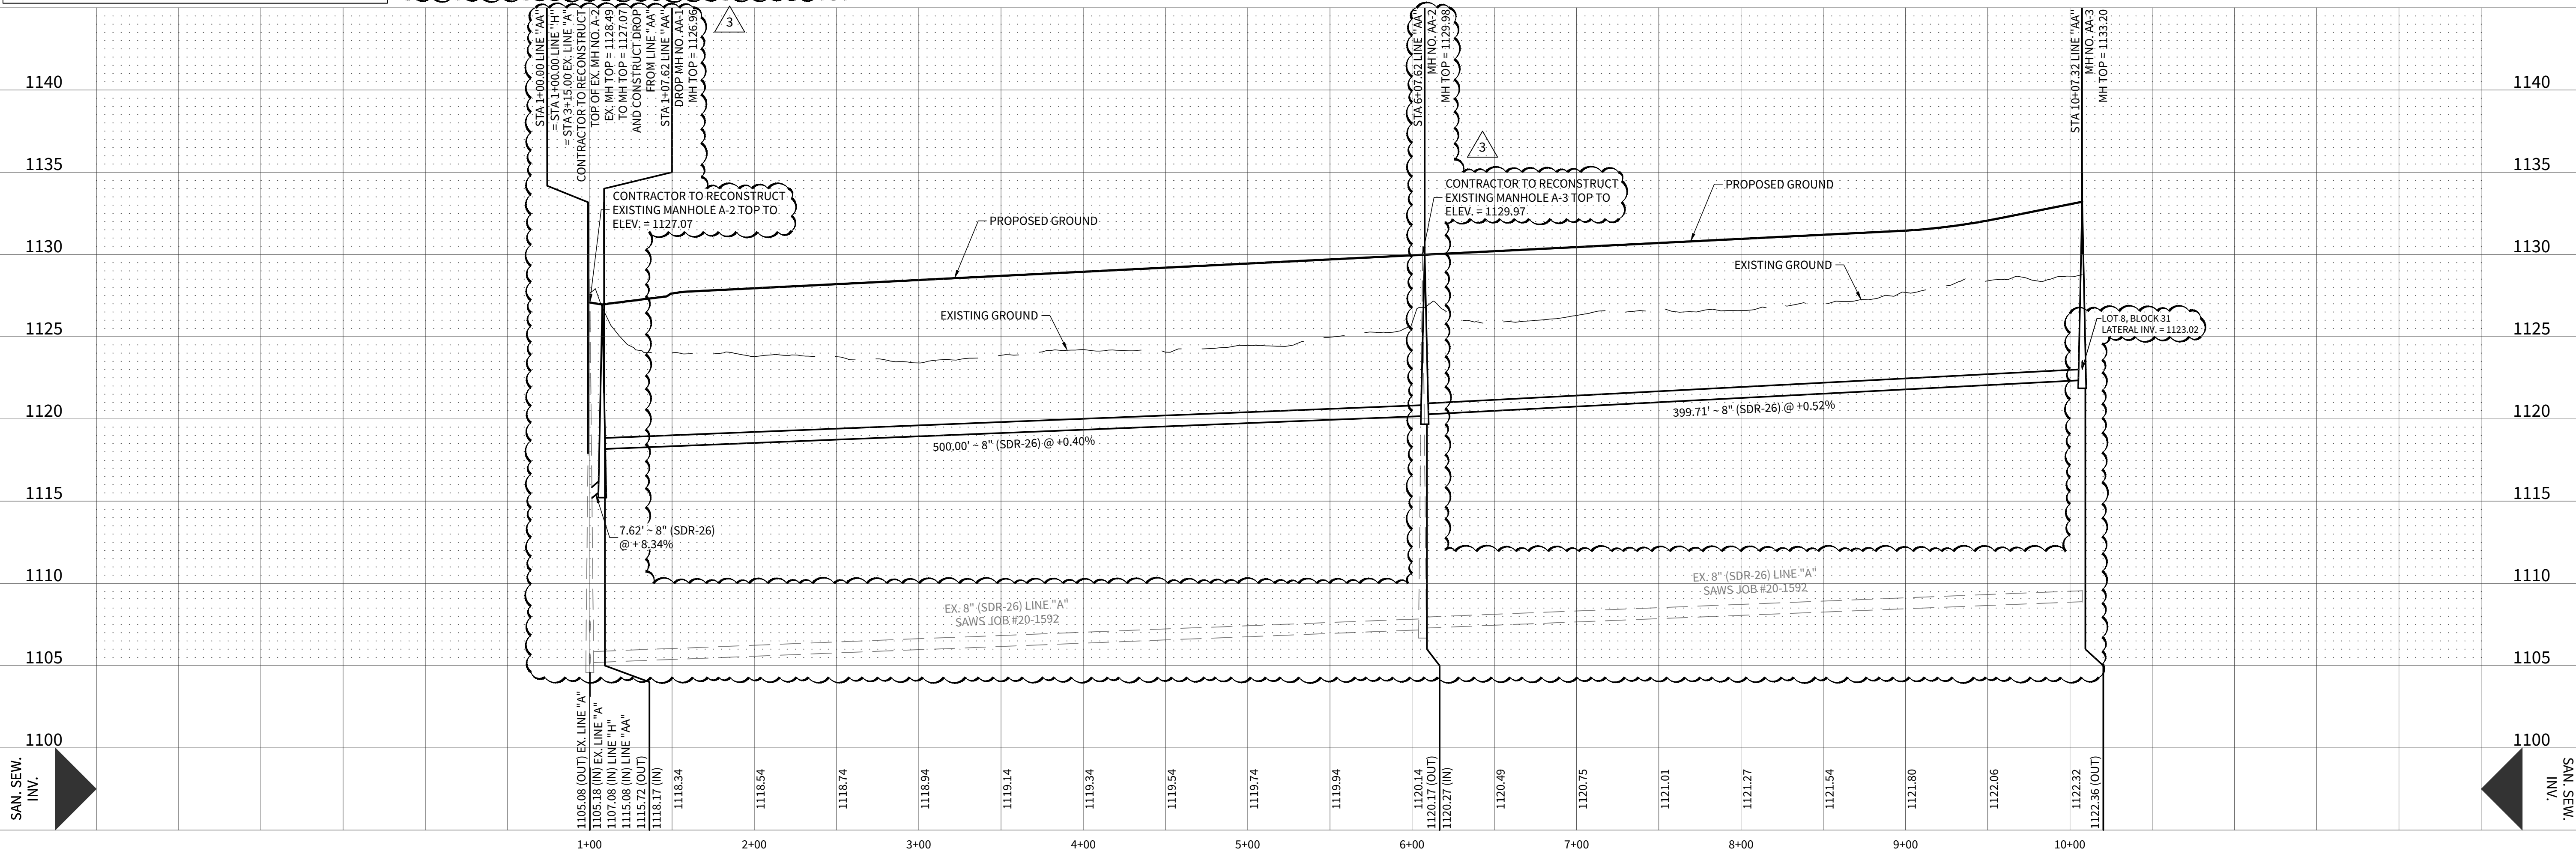 STA 1+00.00 LINE "AA"
= STA 1+00.00 LINE "H"
= STA 3+15.00 EX. LINE "A"
CONTRACTOR TO RECONSTRUCT
TOP OF EX. MH NO. A-2
EX. MH TOP = 1128.49
TO MH TOP = 1127.07
AND CONSTRUCT DROP
FROM LINE "AA"
STA 1+07.62 LINE "AA"
DROP MH NO. AA-1
MH TOP = 1126.96
3
STA 6+07.62 LINE "AA"
MH NO. AA-2
MH TOP = 1129.98
3
STA 10+07.32 LINE "AA"
MH NO. AA-3
MH TOP = 1133.20
1140
1135
1130
1125
1120
1115
1110
1105
1100
1140
1135
1130
1125
1120
1115
1110
1105
1100
CONTRACTOR TO RECONSTRUCT
EXISTING MANHOLE A-2 TOP TO
ELEV. = 1127.07
PROPOSED GROUND
EXISTING GROUND
CONTRACTOR TO RECONSTRUCT
EXISTING MANHOLE A-3 TOP TO
ELEV. = 1129.97
PROPOSED GROUND
EXISTING GROUND
LOT 8, BLOCK 31
LATERAL INV. = 1123.02
500.00' ~ 8" (SDR-26) @ +0.40%
399.71' ~ 8" (SDR-26) @ +0.52%
7.62' ~ 8" (SDR-26)
@ + 8.34%
EX. 8" (SDR-26) LINE "A"
SAWS JOB #20-1592
EX. 8" (SDR-26) LINE "A"
SAWS JOB #20-1592
SAN. SEW.
INV.
1105.08 (OUT) EX. LINE "A"
1105.18 (IN) EX. LINE "A"
1107.08 (IN) LINE "H"
1115.08 (IN) LINE "AA"
1115.72 (OUT)
1118.17 (IN)
1118.34
1118.54
1118.74
1118.94
1119.14
1119.34
1119.54
1119.74
1119.94
1120.14
1120.17 (OUT)
1120.27 (IN)
1120.49
1120.75
1121.01
1121.27
1121.54
1121.80
1122.06
1122.32
1122.36 (OUT)
SAN. SEW.
INV.
1+00
2+00
3+00
4+00
5+00
6+00
7+00
8+00
9+00
10+00